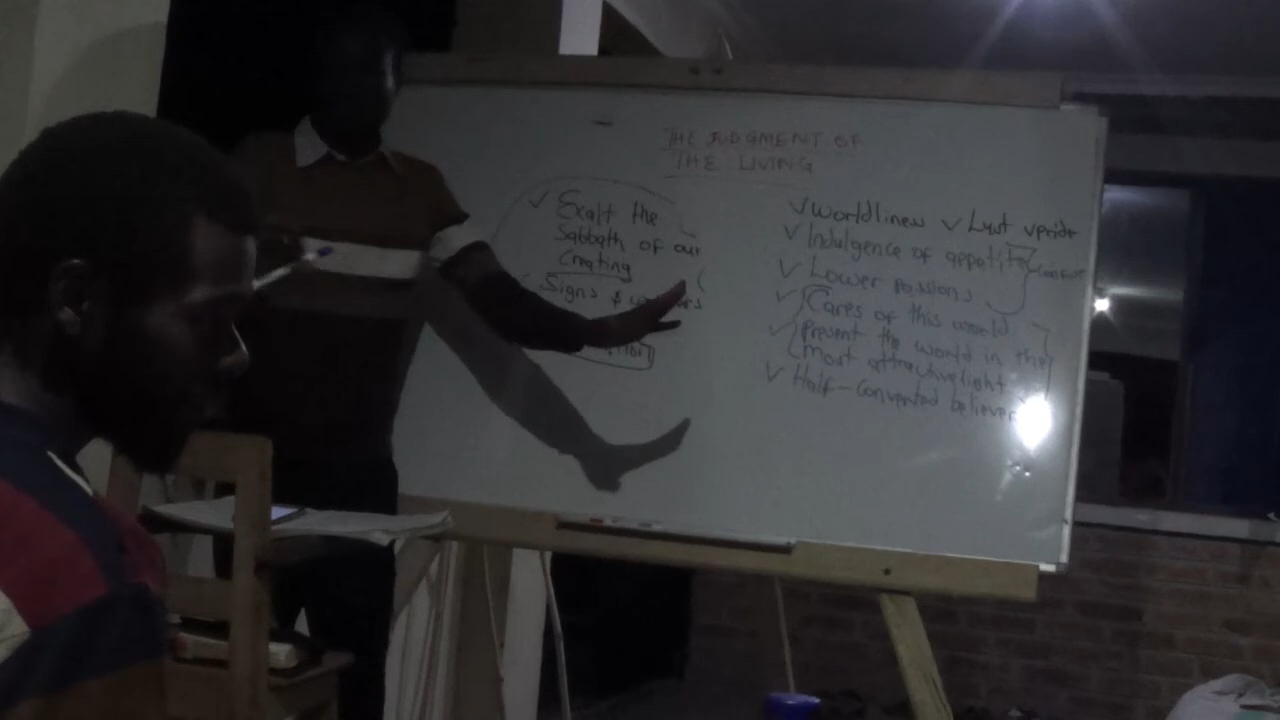 THE JUDGMENT OF
THE LIVING
✓ Exalt the
Sabbath of our
Creating
Signs &
✓ Worldliness ✓ Lust ✓ pride
✓ Indulgence of appetite
✓ Lower passions
✓ Cares of this world
✓ Present the world in the
most attractive light
✓ Half-converted believer